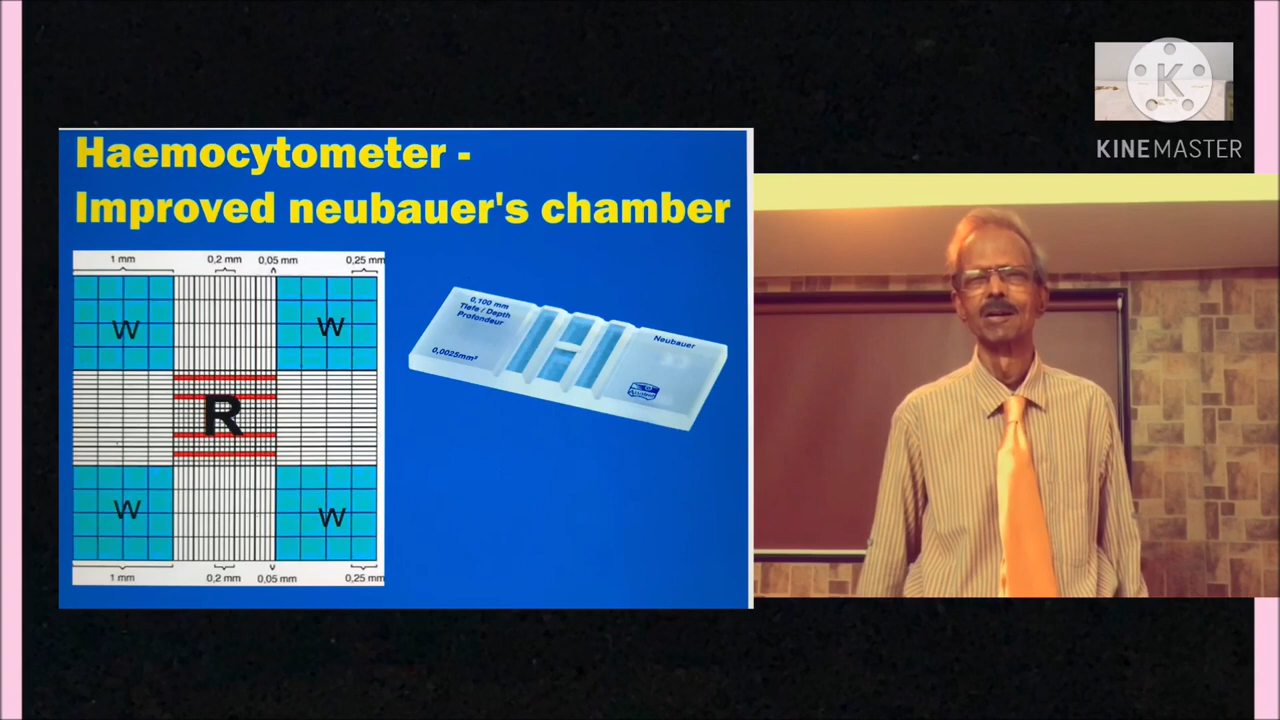 Haemocytometer -
Improved neubauer's chamber
1 mm 0,2 mm 0,05 mm 0,25 mm
W W
R
W W
1 mm 0,2 mm 0,05 mm 0,25 mm
0,100 mm
Tiefe / Depth
Profondeur
0,0025mm²
Neubauer
K
KINEMASTER